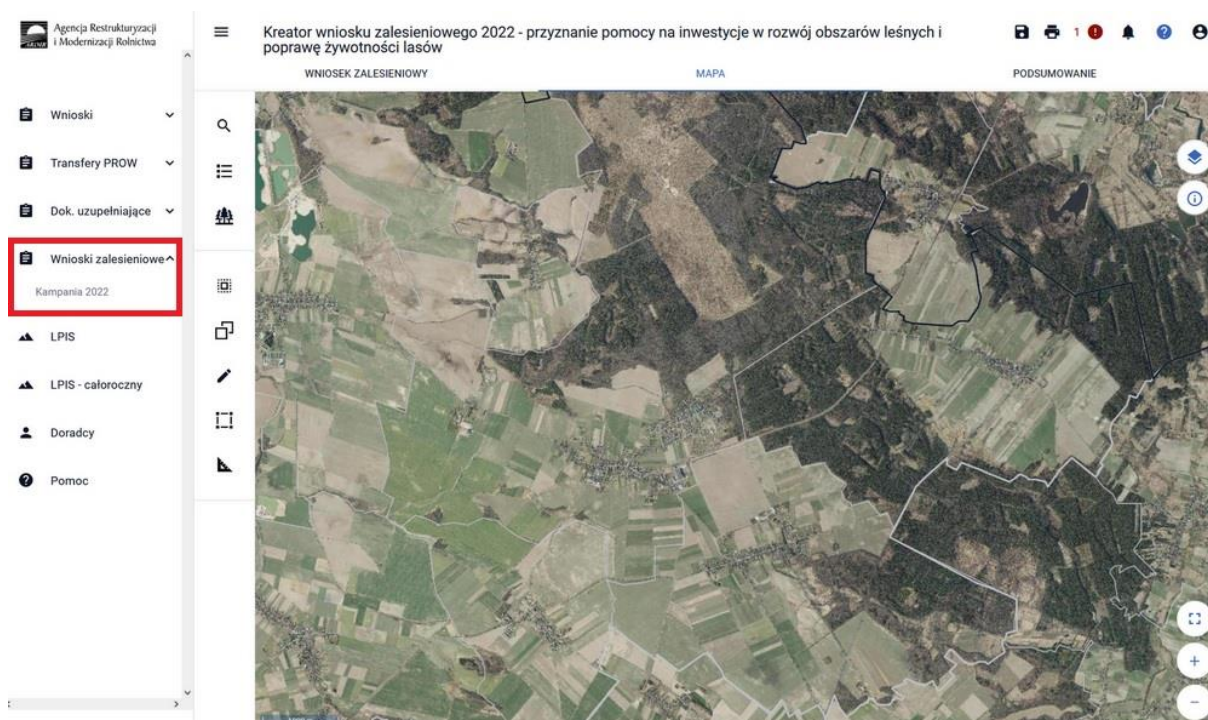 Agencja Restrukturyzacji
i Modernizacji Rolnictwa
Kreator wniosku zalesieniowego 2022 - przyznanie pomocy na inwestycje w rozwój obszarów leśnych i
poprawę żywotności lasów
1
WNIOSEK ZALESIENIOWY
MAPA
PODSUMOWANIE
Wnioski
Transfery PROW
Dok. uzupełniające
Wnioski zalesieniowe
Kampania 2022
LPIS
LPIS - całoroczny
Doradcy
Pomoc